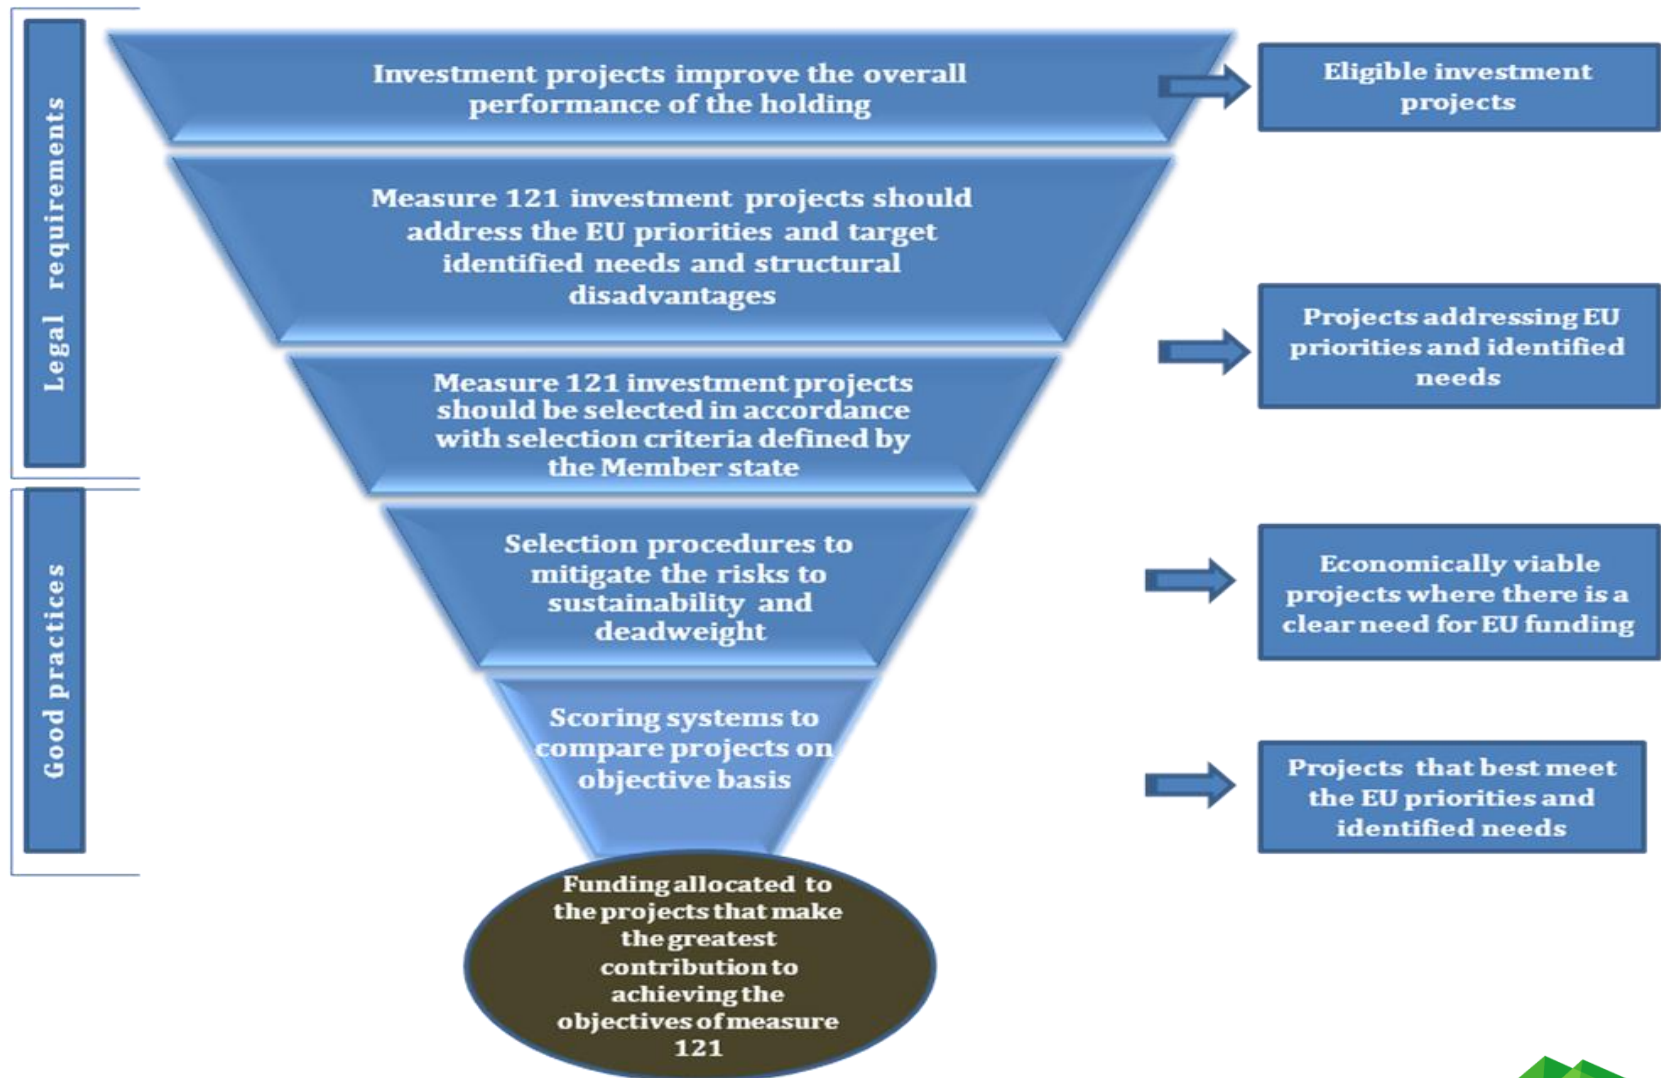 Legal requirements
Investment projects improve the overall
performance of the holding
Eligible investment
projects
Measure 121 investment projects should
address the EU priorities and target
identified needs and structural
disadvantages
Measure 121 investment projects
should be selected in accordance
with selection criteria defined by
the Member state
Projects addressing EU
priorities and identified
needs
Good practices
Selection procedures to
mitigate the risks to
sustainability and
deadweight
Economically viable
projects where there is a
clear need for EU funding
Scoring systems to
compare projects on
objective basis
Projects that best meet
the EU priorities and
identified needs
Funding allocated to
the projects that make
the greatest
contribution to
achieving the
objectives of measure
121